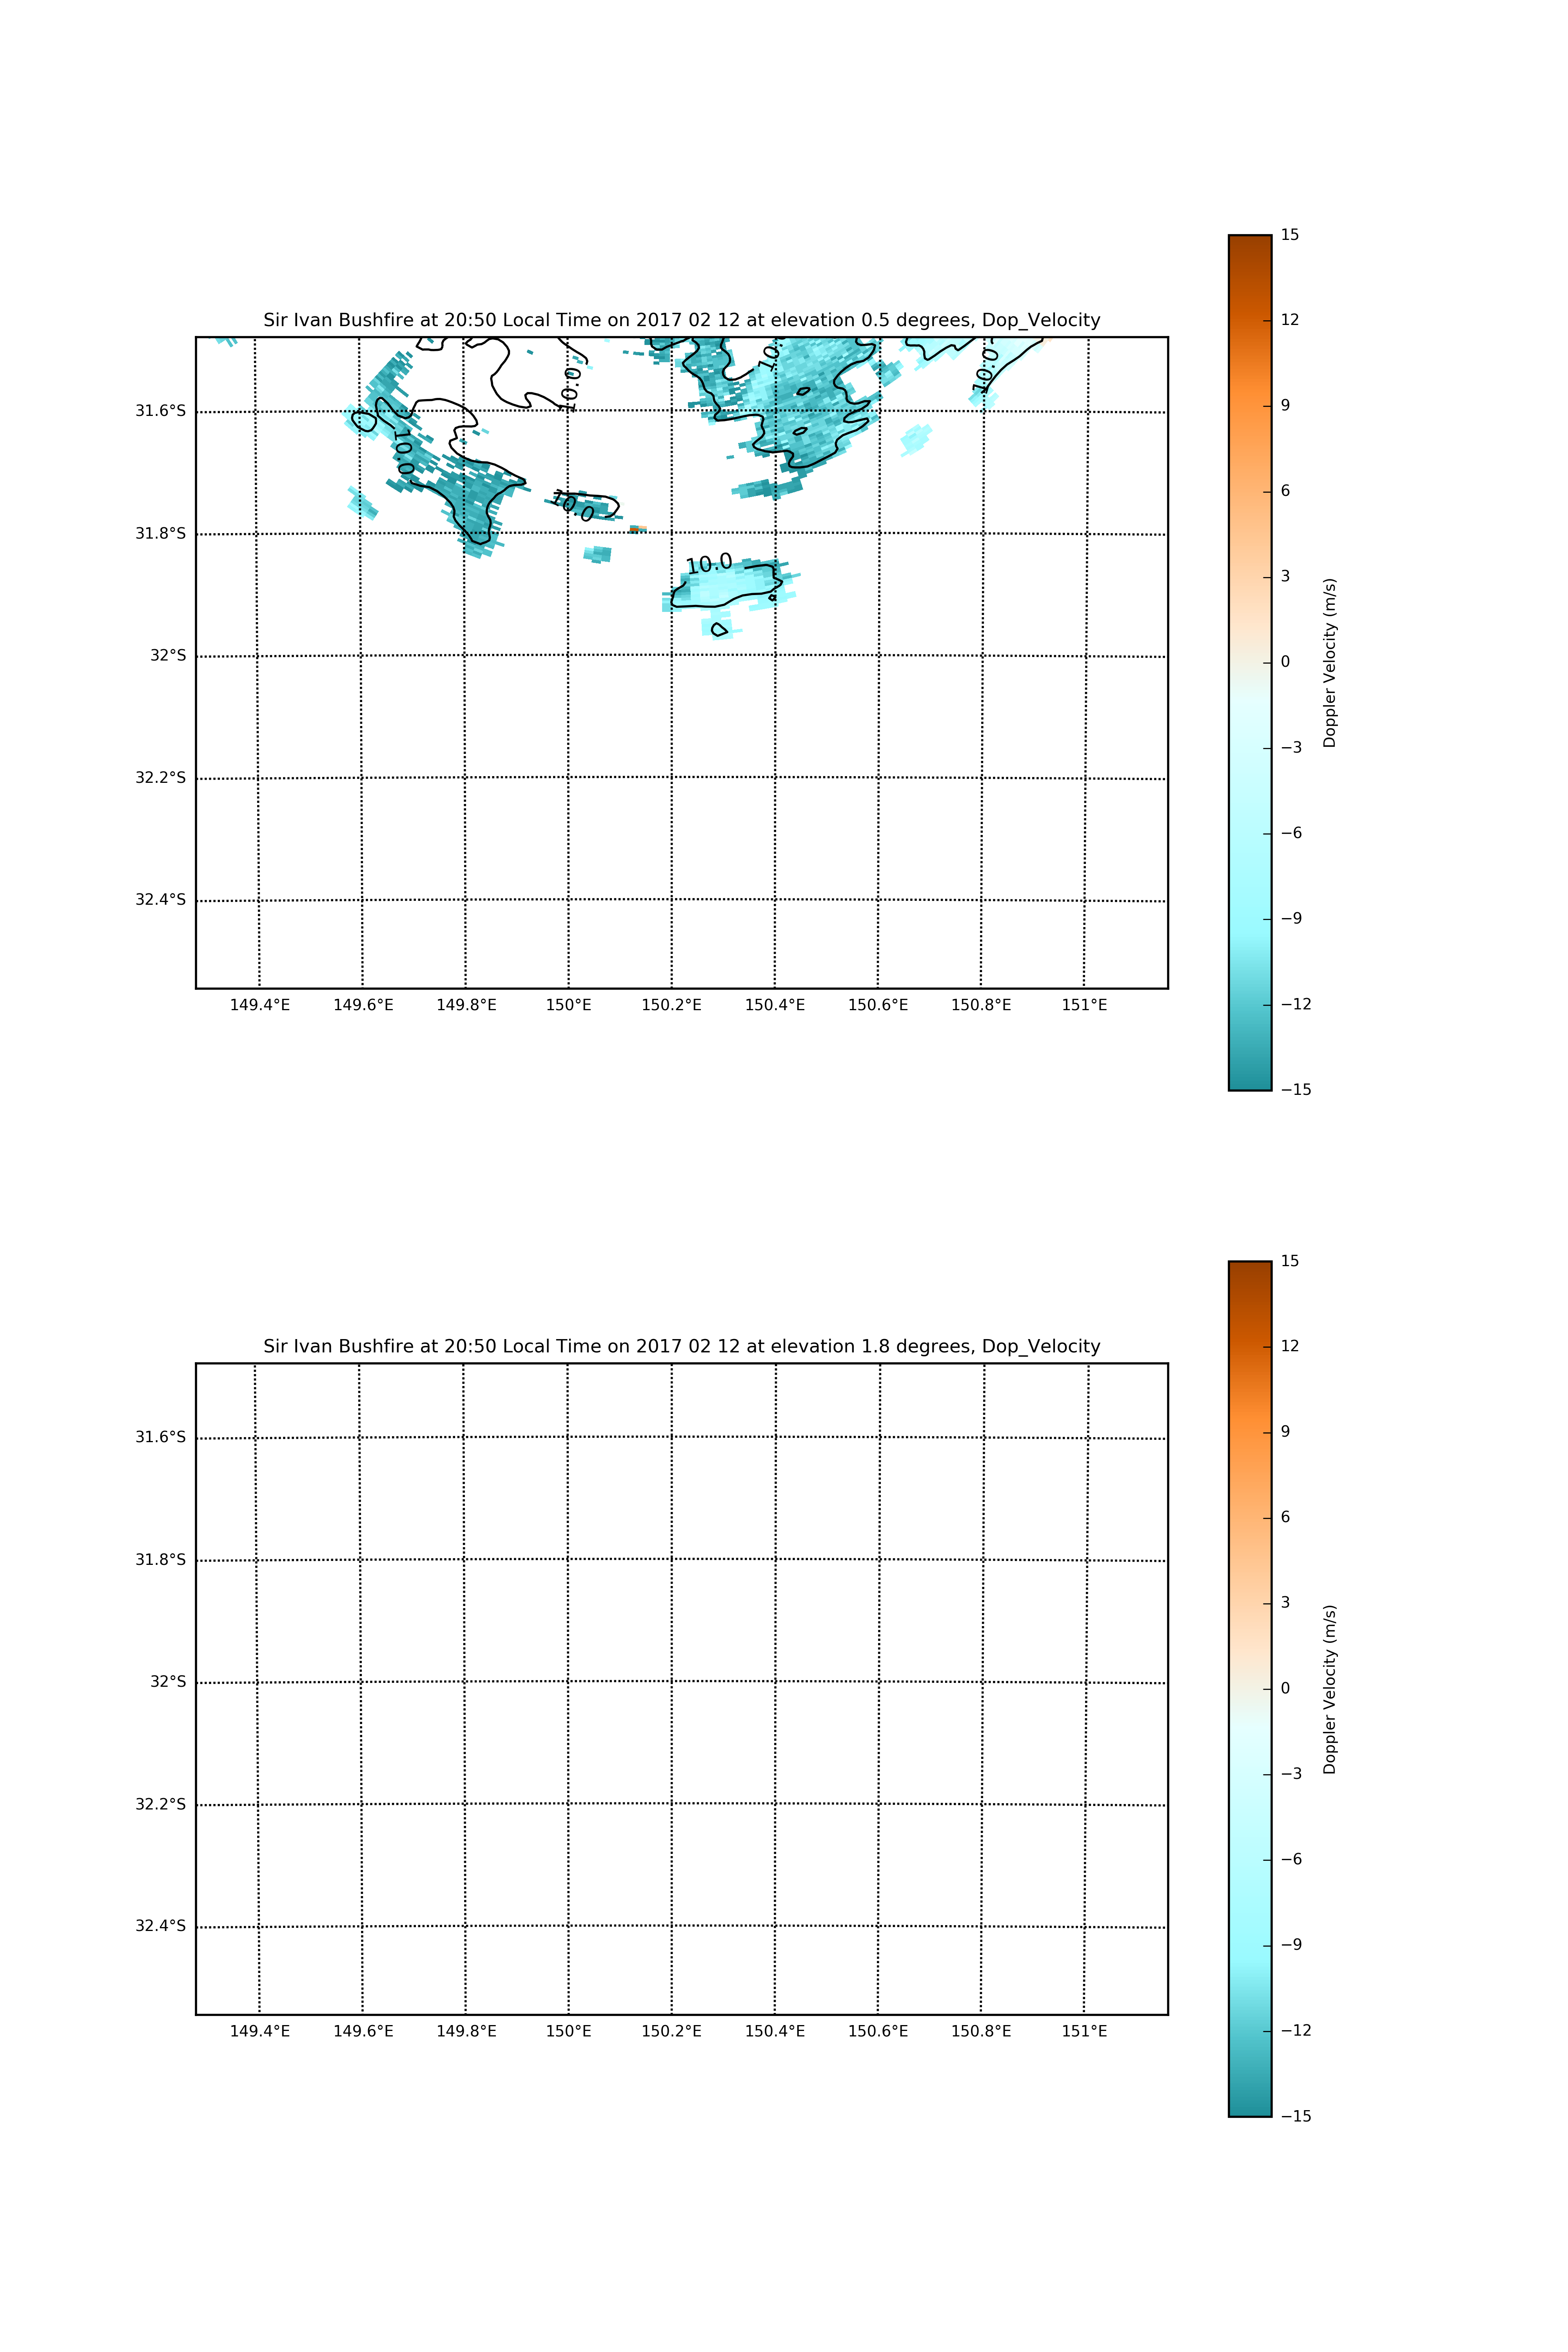 Sir Ivan Bushfire at 20:50 Local Time on 2017 02 12 at elevation 0.5 degrees, Dop_Velocity
31.6°S
31.8°S
32°S
32.2°S
32.4°S
149.4°E 149.6°E 149.8°E 150°E 150.2°E 150.4°E 150.6°E 150.8°E 151°E
10.0
10.0
10.
10.0
10.0
10.0
15
12
9
6
3
0
−3
−6
−9
−12
−15
Doppler Velocity (m/s)
Sir Ivan Bushfire at 20:50 Local Time on 2017 02 12 at elevation 1.8 degrees, Dop_Velocity
31.6°S
31.8°S
32°S
32.2°S
32.4°S
149.4°E 149.6°E 149.8°E 150°E 150.2°E 150.4°E 150.6°E 150.8°E 151°E
15
12
9
6
3
0
−3
−6
−9
−12
−15
Doppler Velocity (m/s)